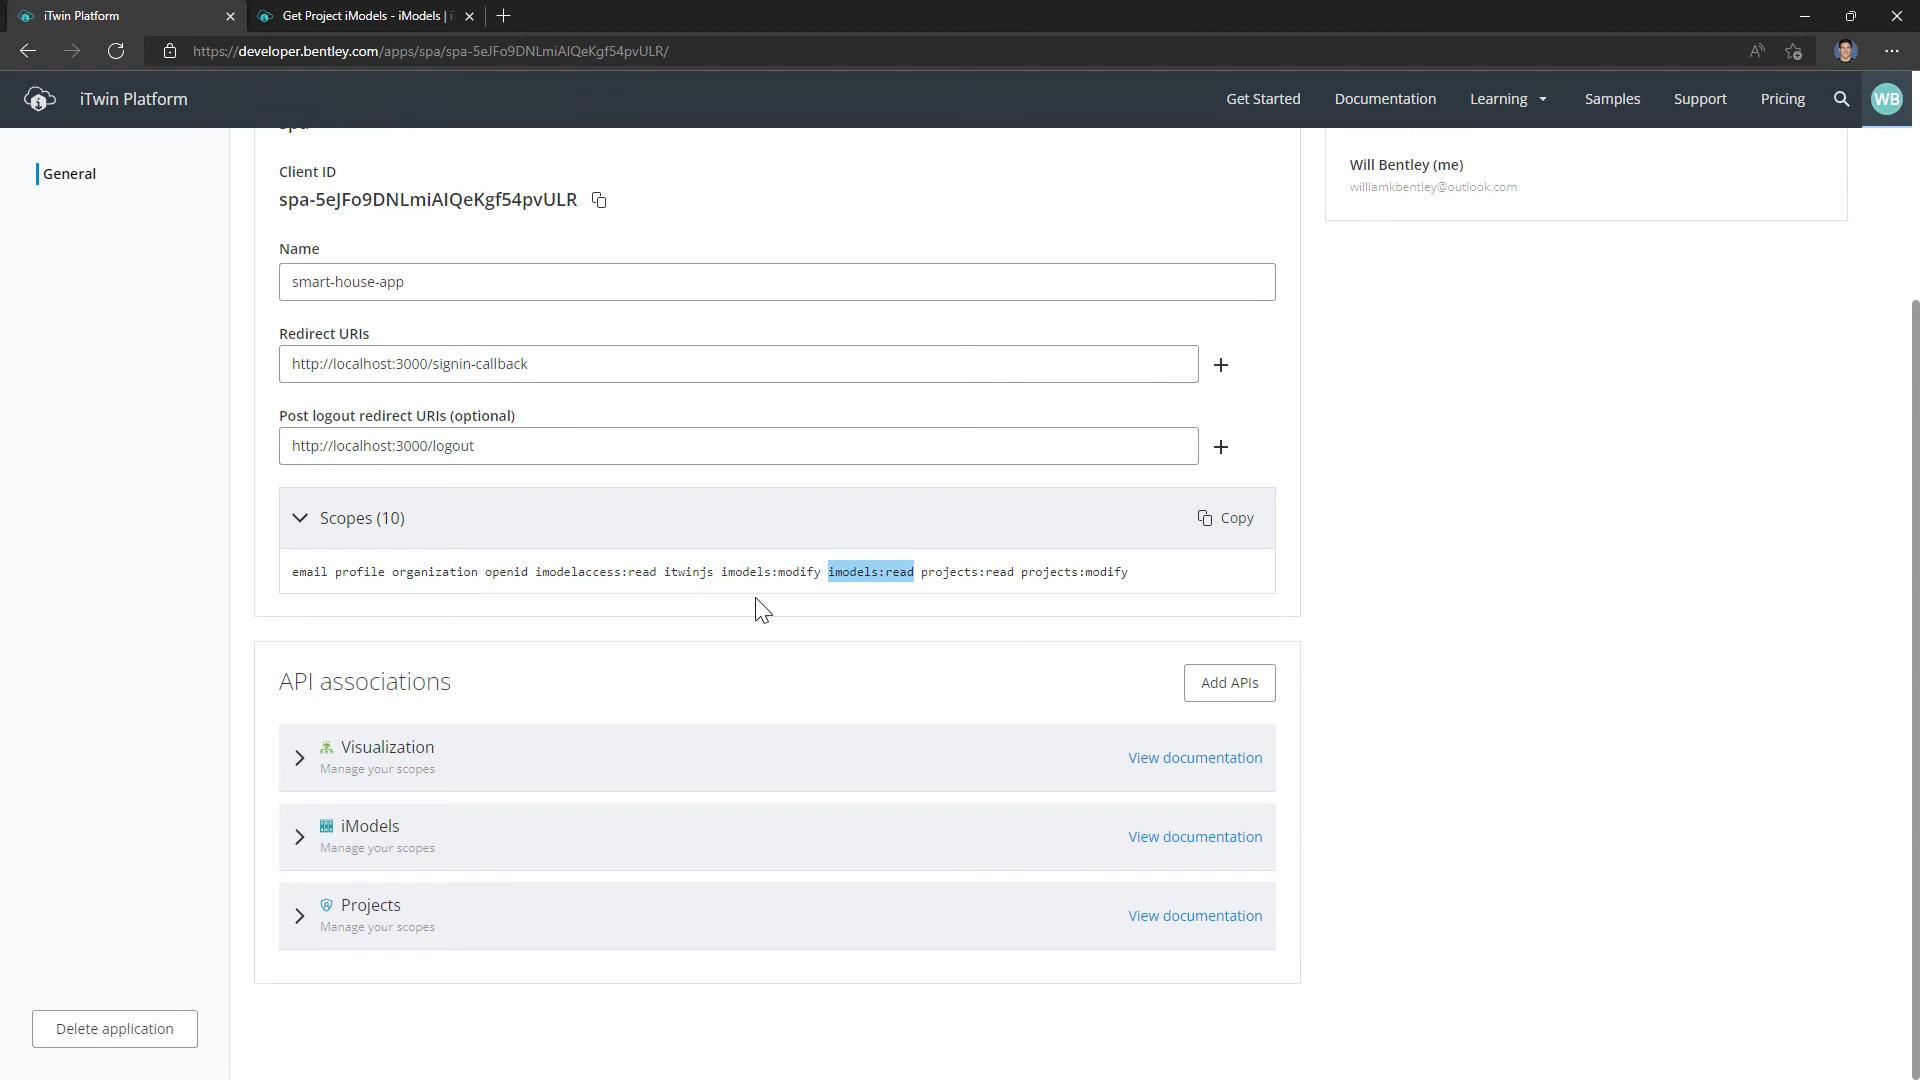 iTwin Platform
Get Project iModels - iModels |
https://developer.bentley.com/apps/spa/spa-5eJFo9DNLmiAIQeKgf54pvULR/
iTwin Platform
Get Started
Documentation
Learning
Samples
Support
Pricing
WB
General
spa
Client ID
spa-5eJFo9DNLmiAIQeKgf54pvULR
Name
smart-house-app
Redirect URIs
http://localhost:3000/signin-callback
Post logout redirect URIs (optional)
http://localhost:3000/logout
Scopes (10)
Copy
email profile organization openid imodelaccess:read itwinjs imodels:modify imodels:read projects:read projects:modify
Will Bentley (me)
williamkbentley@outlook.com
API associations
Add APIs
Visualization
Manage your scopes
View documentation
iModels
Manage your scopes
View documentation
Projects
Manage your scopes
View documentation
Delete application